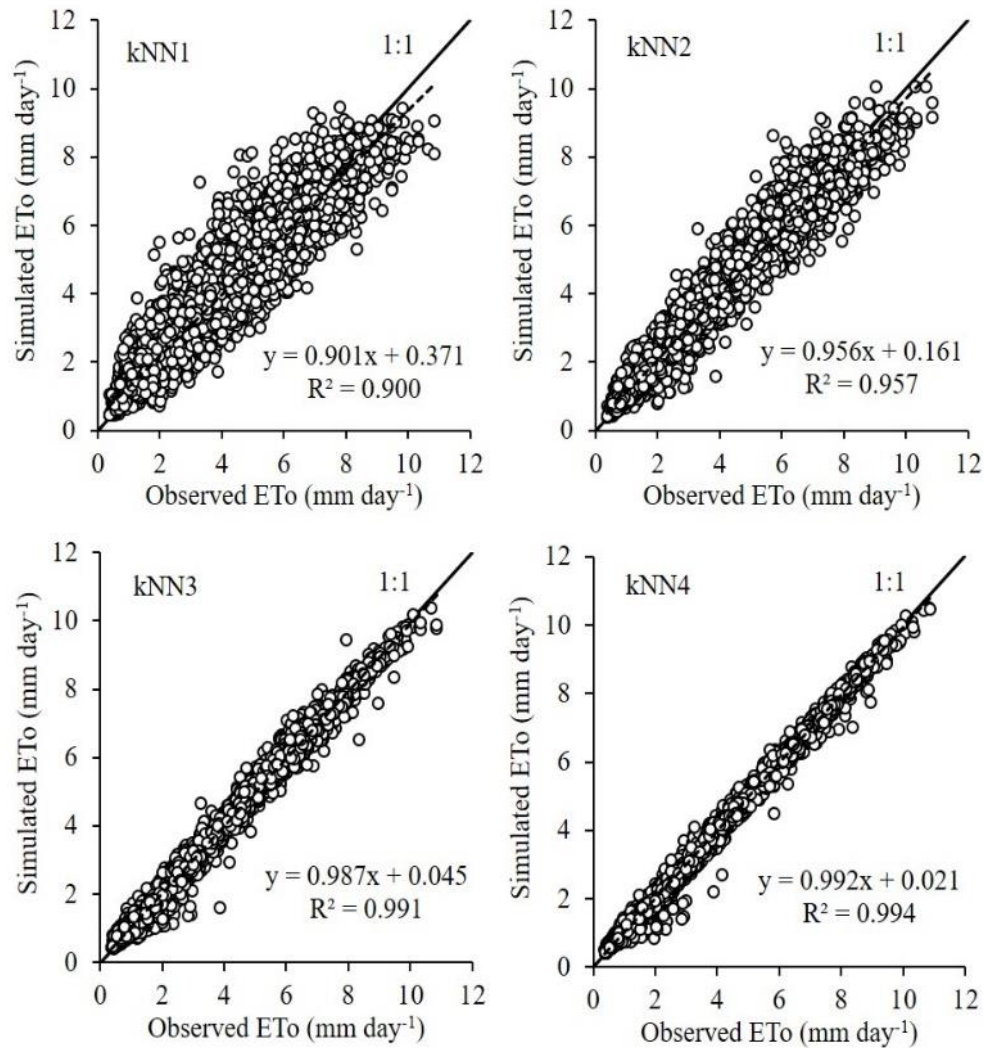 kNN1
1:1
Simulated ETo (mm day⁻¹)
12
10
8
6
4
2
0
y = 0.901x + 0.371
R² = 0.900
0 2 4 6 8 10 12
Observed ETo (mm day⁻¹)
kNN2
1:1
Simulated ETo (mm day⁻¹)
12
10
8
6
4
2
0
y = 0.956x + 0.161
R² = 0.957
0 2 4 6 8 10 12
Observed ETo (mm day⁻¹)
kNN3
1:1
Simulated ETo (mm day⁻¹)
12
10
8
6
4
2
0
y = 0.987x + 0.045
R² = 0.991
0 2 4 6 8 10 12
Observed ETo (mm day⁻¹)
kNN4
1:1
Simulated ETo (mm day⁻¹)
12
10
8
6
4
2
0
y = 0.992x + 0.021
R² = 0.994
0 2 4 6 8 10 12
Observed ETo (mm day⁻¹)